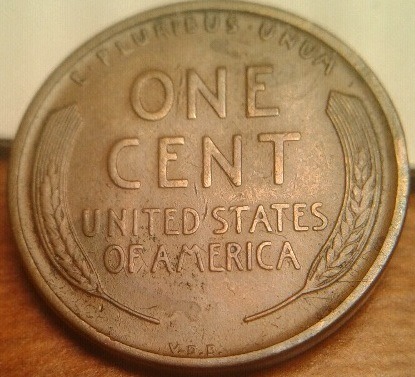 E · PLURIBUS · UNUM
ONE
CENT
UNITED STATES
OF AMERICA
V.D.B.